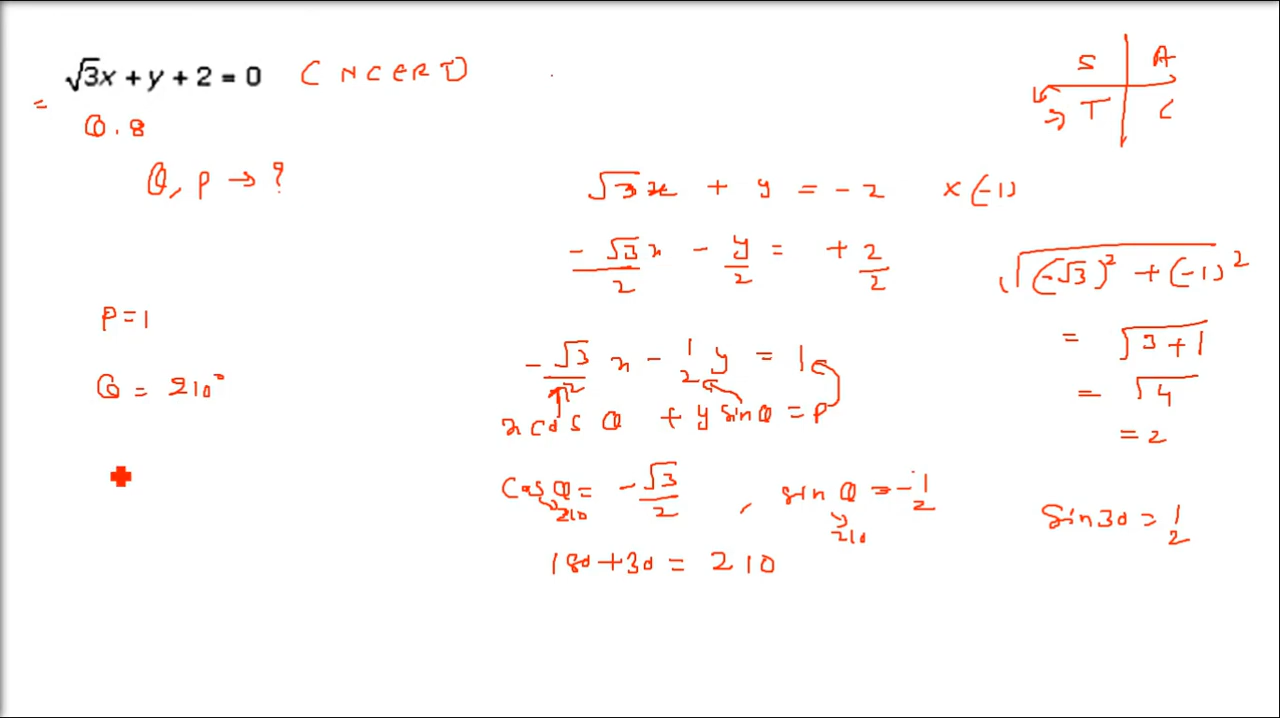 √3x + y + 2 = 0 (NCERT)
=
Q.8
θ, P → ?
S A
T C
√3x + y = -2 × (-1)
-√3x/2 - y/2 = +2/2
√((-√3)² + (-1)²)
= √(3+1)
= √4
= 2
P = 1
θ = 210°
-√3/2 x - 1/2 y = 1
x cos θ + y sin θ = P
cos θ = -√3/2 , sin θ = -1/2
210 210
sin 30 = 1/2
180 + 30 = 210